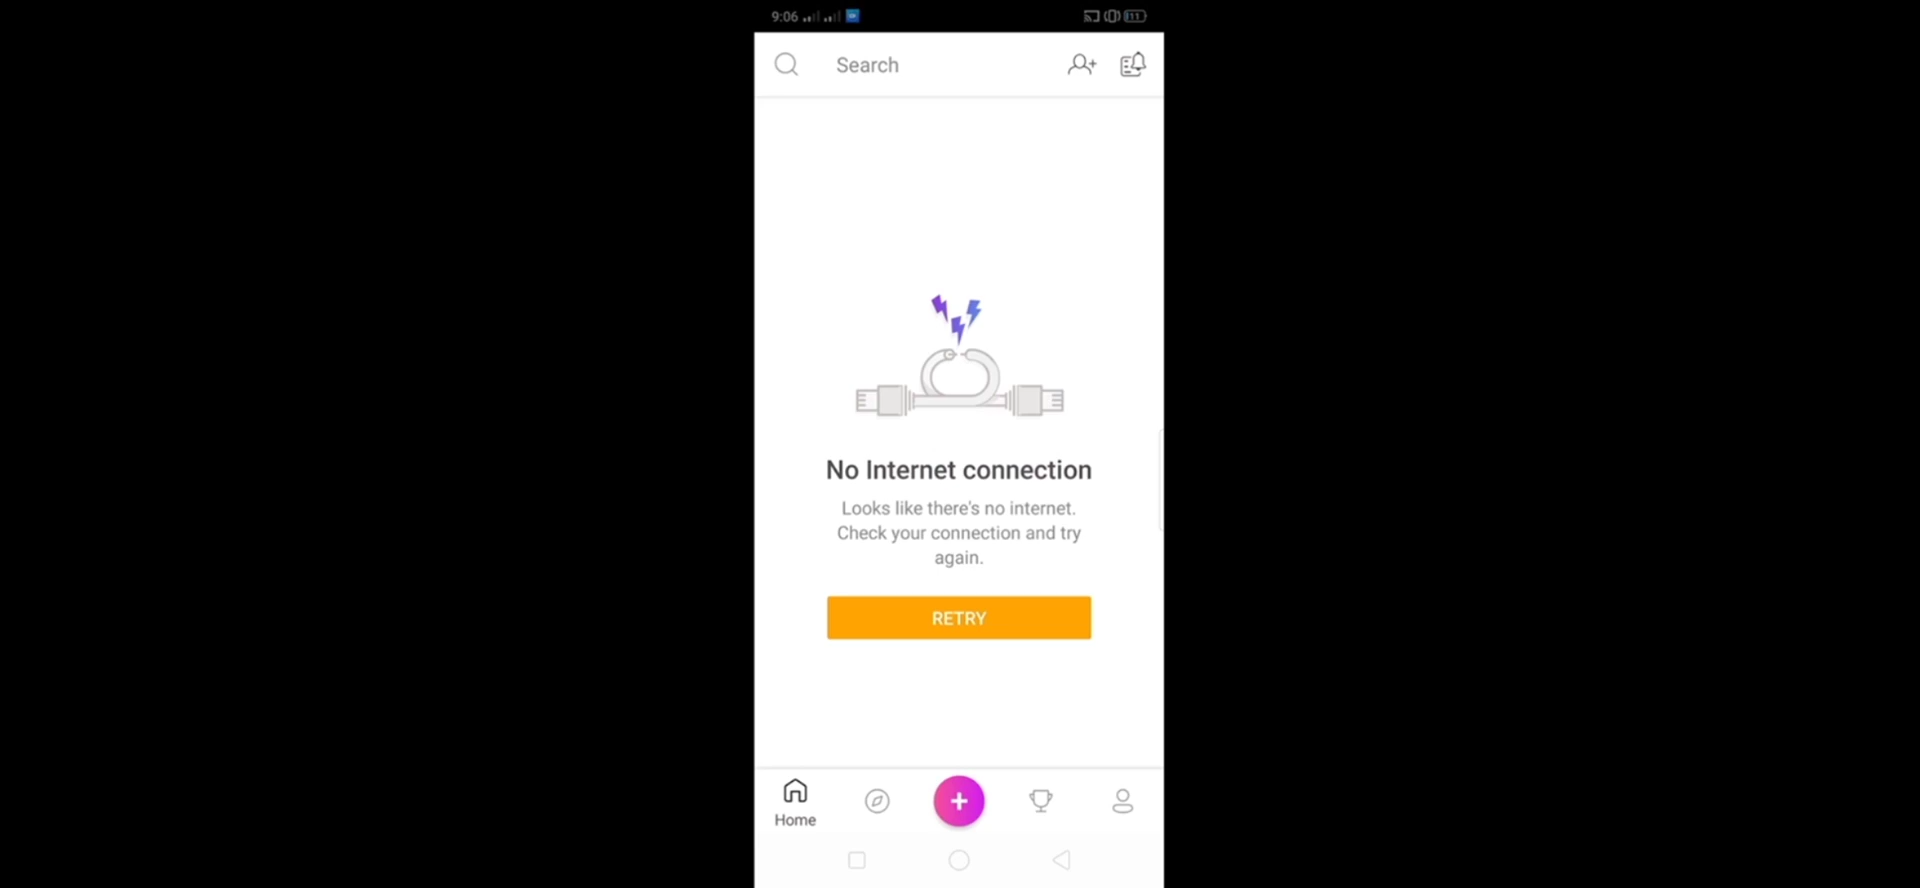 9:06
Search
No Internet connection
Looks like there's no internet.
Check your connection and try
again.
RETRY
Home